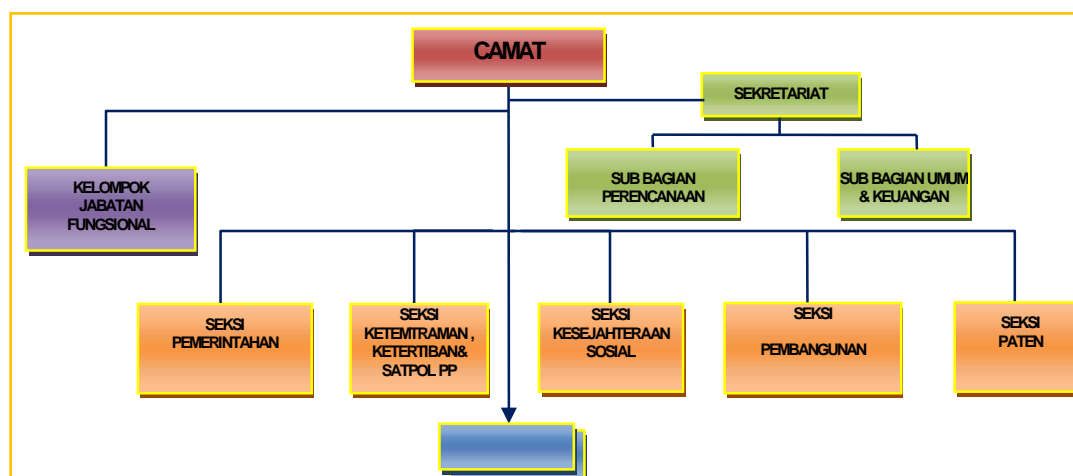 CAMAT
SEKRETARIAT
KELOMPOK
JABATAN
FUNGSIONAL
SUB BAGIAN
PERENCANAAN
SUB BAGIAN UMUM
& KEUANGAN
SEKSI
PEMERINTAHAN
SEKSI
KETEMTRAMAN ,
KETERTIBAN&
SATPOL PP
SEKSI
KESEJAHTERAAN
SOSIAL
SEKSI
PEMBANGUNAN
SEKSI
PATEN